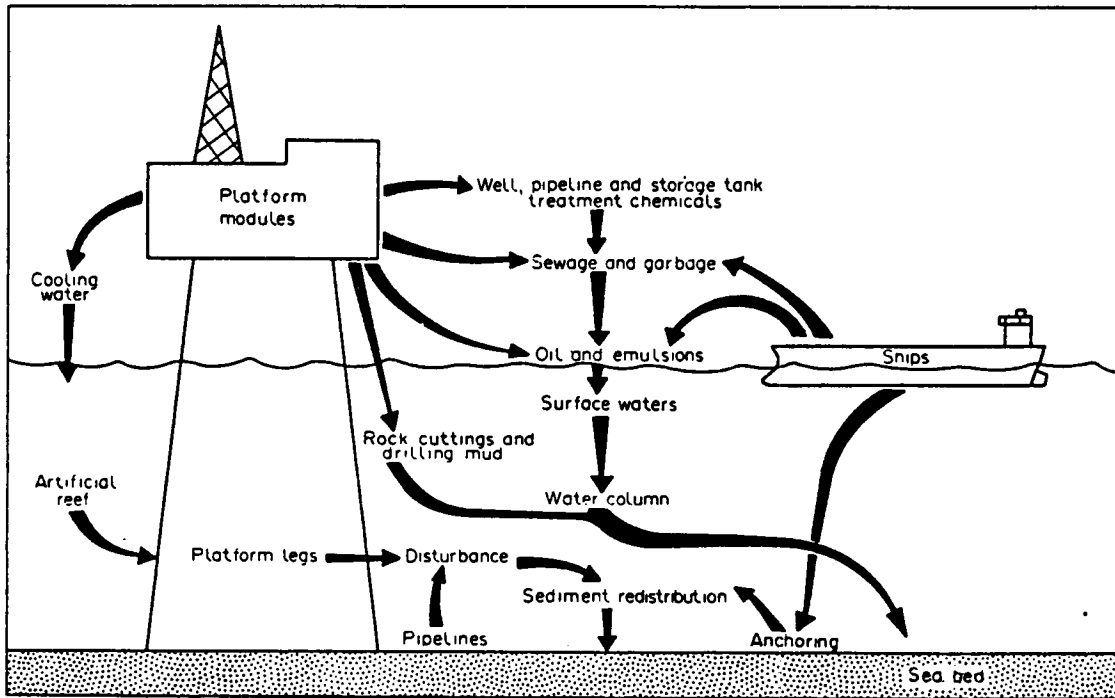 Platform
modules
Well, pipeline and storage tank
treatment chemicals
Sewage and garbage
Cooling
water
Oil and emulsions
Snips
Surface waters
Rock cuttings and
drilling mud
Artificial
reef
Water column
Platform legs
Disturbance
Sediment redistribution
Pipelines
Anchoring
Sea bed